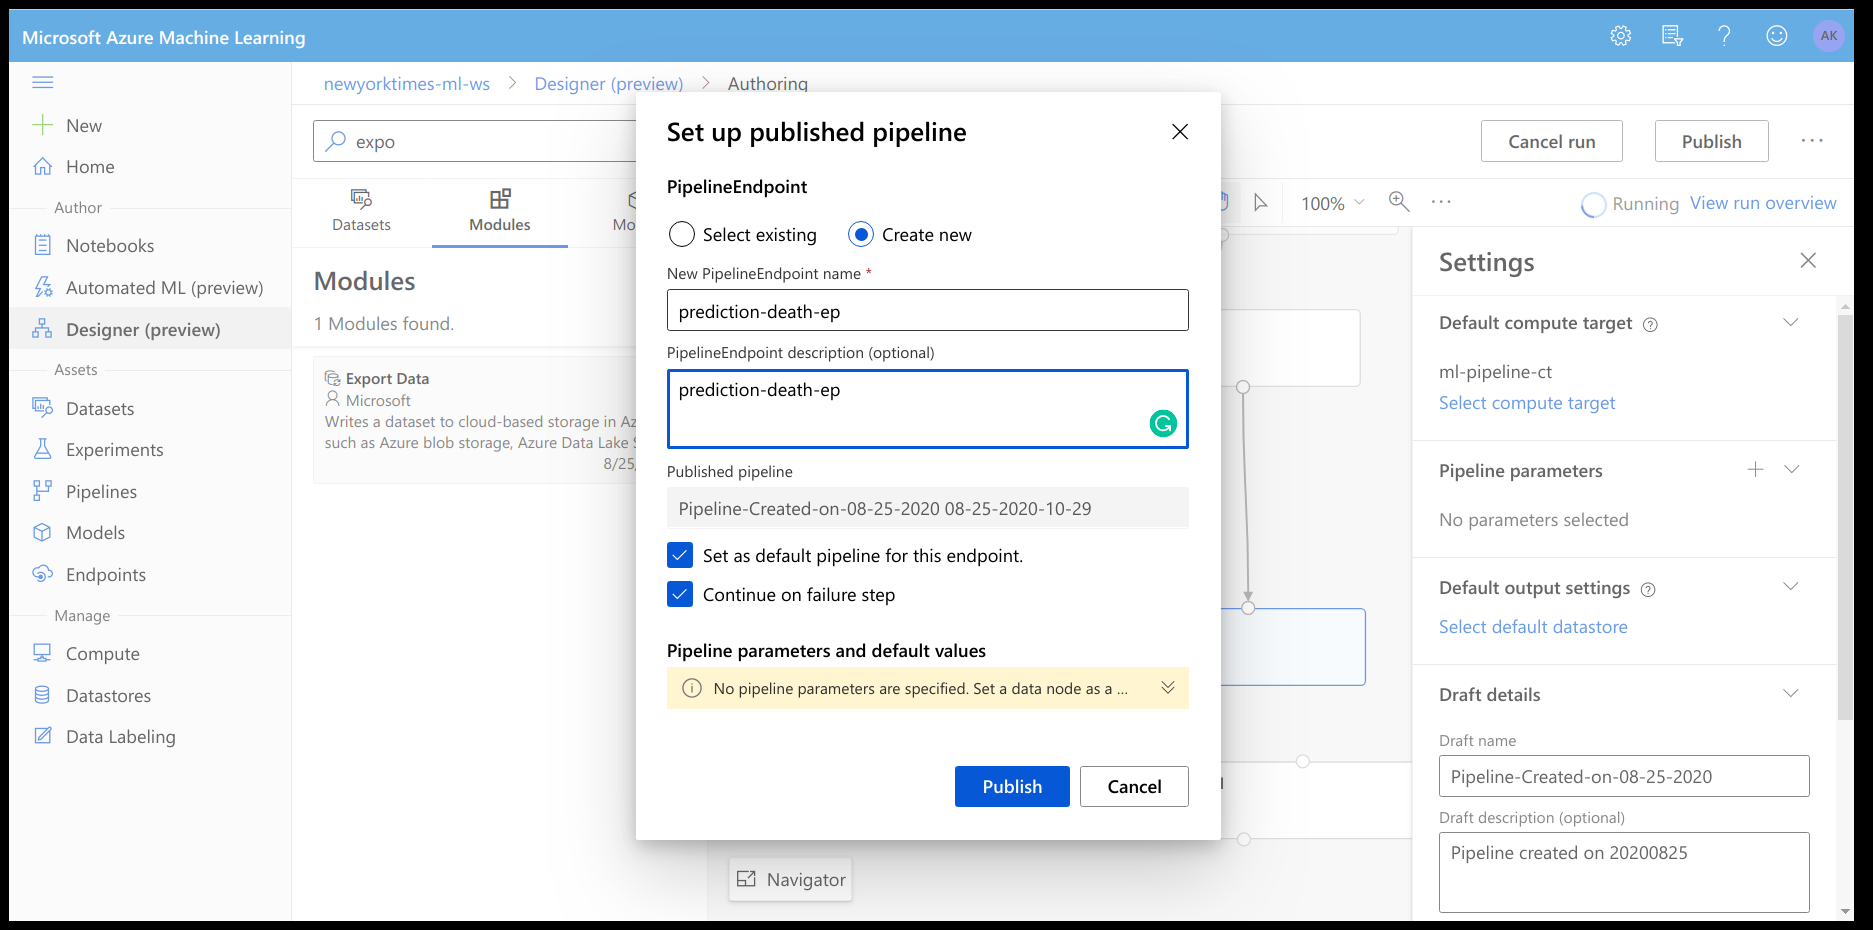 Microsoft Azure Machine Learning
AK
newyorktimes-ml-ws > Designer (preview) > Authoring
New
Home
Author
Notebooks
Automated ML (preview)
Designer (preview)
Assets
Datasets
Experiments
Pipelines
Models
Endpoints
Manage
Compute
Datastores
Data Labeling
expo
Datasets
Modules
Mo
Modules
1 Modules found.
Export Data
Microsoft
Writes a dataset to cloud-based storage in Az
such as Azure blob storage, Azure Data Lake S
8/25,
Navigator
Set up published pipeline
PipelineEndpoint
Select existing
Create new
New PipelineEndpoint name *
prediction-death-ep
PipelineEndpoint description (optional)
prediction-death-ep
Published pipeline
Pipeline-Created-on-08-25-2020 08-25-2020-10-29
Set as default pipeline for this endpoint.
Continue on failure step
Pipeline parameters and default values
No pipeline parameters are specified. Set a data node as a ...
Publish
Cancel
Cancel run
Publish
100%
Running
View run overview
Settings
Default compute target
ml-pipeline-ct
Select compute target
Pipeline parameters
No parameters selected
Default output settings
Select default datastore
Draft details
Draft name
Pipeline-Created-on-08-25-2020
Draft description (optional)
Pipeline created on 20200825